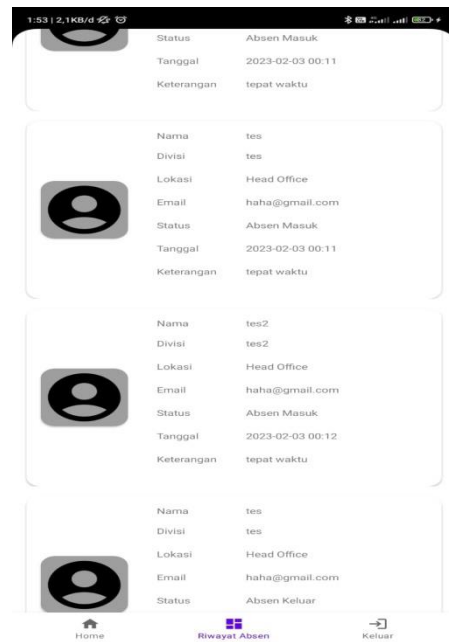 1:53 | 2,1KB/d
Status Absen Masuk
Tanggal 2023-02-03 00:11
Keterangan tepat waktu
Nama tes
Divisi tes
Lokasi Head Office
Email haha@gmail.com
Status Absen Masuk
Tanggal 2023-02-03 00:11
Keterangan tepat waktu
Nama tes2
Divisi tes2
Lokasi Head Office
Email haha@gmail.com
Status Absen Masuk
Tanggal 2023-02-03 00:12
Keterangan tepat waktu
Nama tes
Divisi tes
Lokasi Head Office
Email haha@gmail.com
Status Absen Keluar
Home Riwayat Absen Keluar